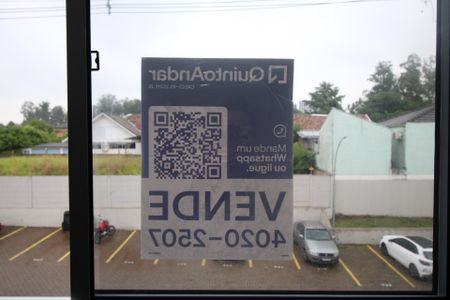 QuintoAndar
Mande um
Whatsapp
ou ligue.
VENDE
4020-2507